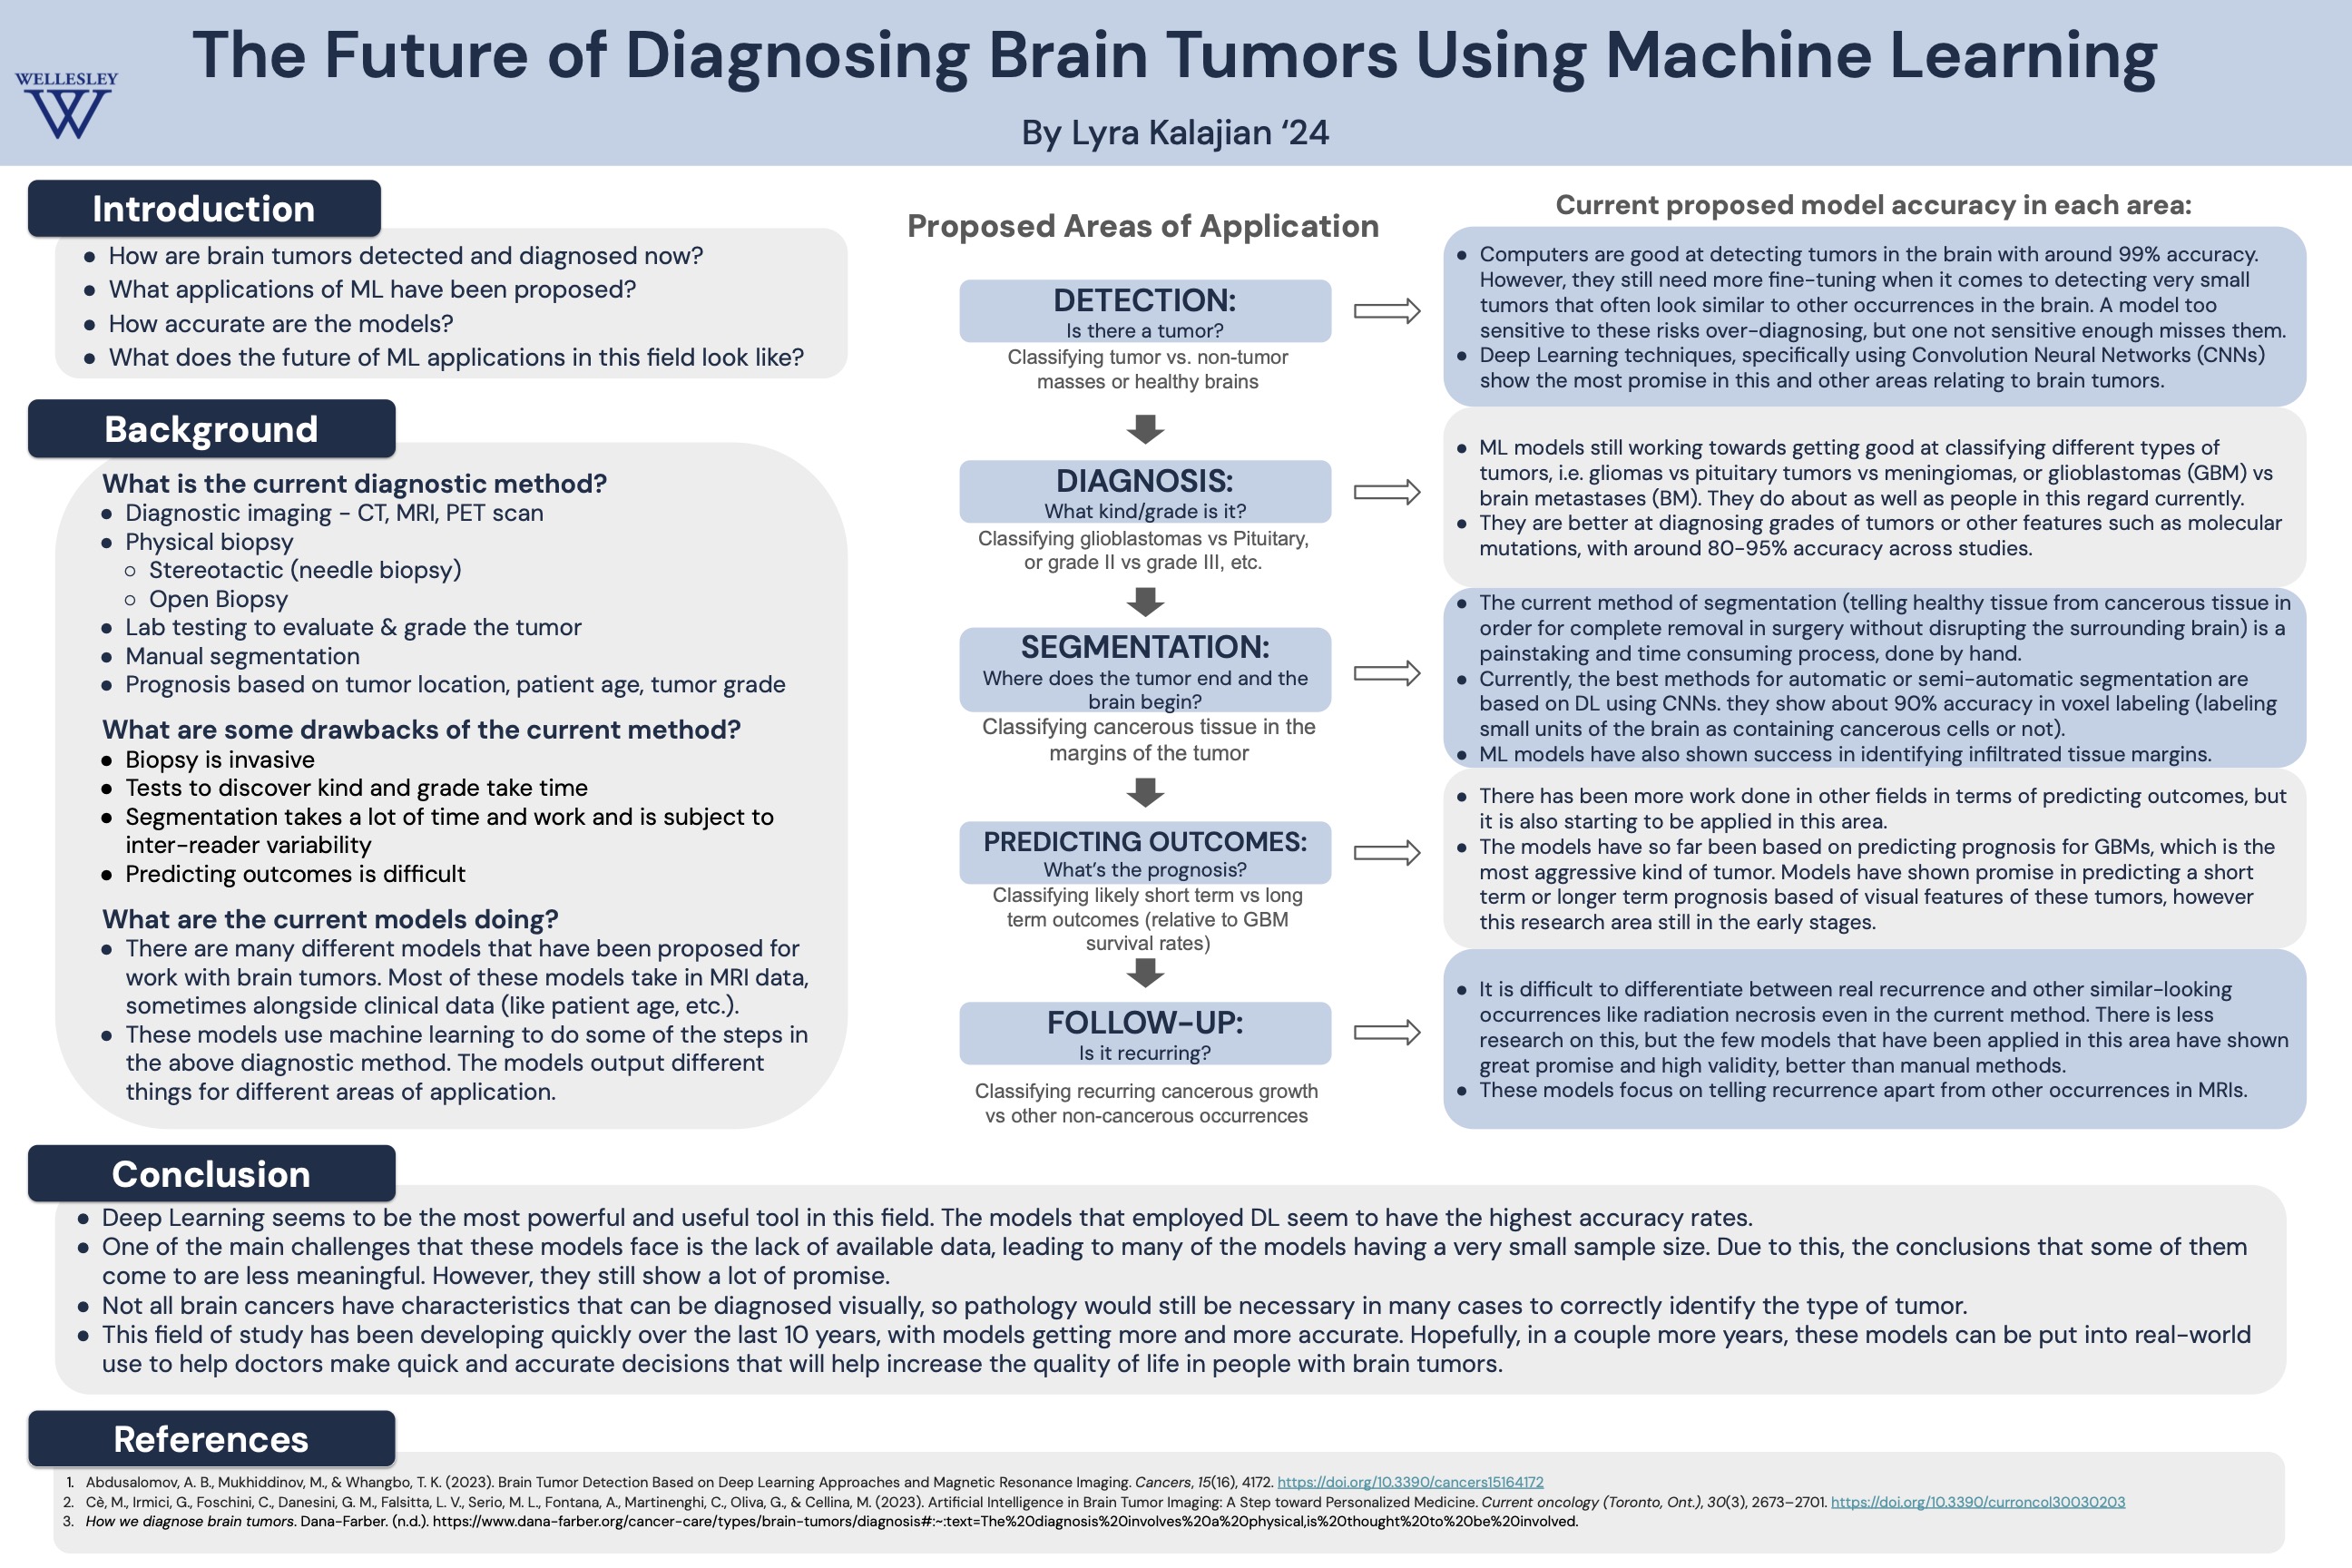 The Future of Diagnosing Brain Tumors Using Machine Learning
WELLESLEY
W
By Lyra Kalajian ‘24
Introduction
● How are brain tumors detected and diagnosed now?
● What applications of ML have been proposed?
● How accurate are the models?
● What does the future of ML applications in this field look like?
Background
What is the current diagnostic method?
● Diagnostic imaging - CT, MRI, PET scan
● Physical biopsy
○ Stereotactic (needle biopsy)
○ Open Biopsy
● Lab testing to evaluate & grade the tumor
● Manual segmentation
● Prognosis based on tumor location, patient age, tumor grade
What are some drawbacks of the current method?
● Biopsy is invasive
● Tests to discover kind and grade take time
● Segmentation takes a lot of time and work and is subject to
inter-reader variability
● Predicting outcomes is difficult
What are the current models doing?
● There are many different models that have been proposed for
work with brain tumors. Most of these models take in MRI data,
sometimes alongside clinical data (like patient age, etc.).
● These models use machine learning to do some of the steps in
the above diagnostic method. The models output different
things for different areas of application.
Proposed Areas of Application
DETECTION:
Is there a tumor?
Classifying tumor vs. non-tumor
masses or healthy brains
DIAGNOSIS:
What kind/grade is it?
Classifying glioblastomas vs Pituitary,
or grade II vs grade III, etc.
SEGMENTATION:
Where does the tumor end and the
brain begin?
Classifying cancerous tissue in the
margins of the tumor
PREDICTING OUTCOMES:
What’s the prognosis?
Classifying likely short term vs long
term outcomes (relative to GBM
survival rates)
FOLLOW-UP:
Is it recurring?
Classifying recurring cancerous growth
vs other non-cancerous occurrences
Current proposed model accuracy in each area:
● Computers are good at detecting tumors in the brain with around 99% accuracy.
However, they still need more fine-tuning when it comes to detecting very small
tumors that often look similar to other occurrences in the brain. A model too
sensitive to these risks over-diagnosing, but one not sensitive enough misses them.
● Deep Learning techniques, specifically using Convolution Neural Networks (CNNs)
show the most promise in this and other areas relating to brain tumors.
● ML models still working towards getting good at classifying different types of
tumors, i.e. gliomas vs pituitary tumors vs meningiomas, or glioblastomas (GBM) vs
brain metastases (BM). They do about as well as people in this regard currently.
● They are better at diagnosing grades of tumors or other features such as molecular
mutations, with around 80-95% accuracy across studies.
● The current method of segmentation (telling healthy tissue from cancerous tissue in
order for complete removal in surgery without disrupting the surrounding brain) is a
painstaking and time consuming process, done by hand.
● Currently, the best methods for automatic or semi-automatic segmentation are
based on DL using CNNs. they show about 90% accuracy in voxel labeling (labeling
small units of the brain as containing cancerous cells or not).
● ML models have also shown success in identifying infiltrated tissue margins.
● There has been more work done in other fields in terms of predicting outcomes, but
it is also starting to be applied in this area.
● The models have so far been based on predicting prognosis for GBMs, which is the
most aggressive kind of tumor. Models have shown promise in predicting a short
term or longer term prognosis based of visual features of these tumors, however
this research area still in the early stages.
● It is difficult to differentiate between real recurrence and other similar-looking
occurrences like radiation necrosis even in the current method. There is less
research on this, but the few models that have been applied in this area have shown
great promise and high validity, better than manual methods.
● These models focus on telling recurrence apart from other occurrences in MRIs.
Conclusion
● Deep Learning seems to be the most powerful and useful tool in this field. The models that employed DL seem to have the highest accuracy rates.
● One of the main challenges that these models face is the lack of available data, leading to many of the models having a very small sample size. Due to this, the conclusions that some of them
come to are less meaningful. However, they still show a lot of promise.
● Not all brain cancers have characteristics that can be diagnosed visually, so pathology would still be necessary in many cases to correctly identify the type of tumor.
● This field of study has been developing quickly over the last 10 years, with models getting more and more accurate. Hopefully, in a couple more years, these models can be put into real-world
use to help doctors make quick and accurate decisions that will help increase the quality of life in people with brain tumors.
References
1. Abdusalomov, A. B., Mukhiddinov, M., & Whangbo, T. K. (2023). Brain Tumor Detection Based on Deep Learning Approaches and Magnetic Resonance Imaging. Cancers, 15(16), 4172. https://doi.org/10.3390/cancers15164172
2. Cè, M., Irmici, G., Foschini, C., Danesini, G. M., Falsitta, L. V., Serio, M. L., Fontana, A., Martinenghi, C., Oliva, G., & Cellina, M. (2023). Artificial Intelligence in Brain Tumor Imaging: A Step toward Personalized Medicine. Current oncology (Toronto, Ont.), 30(3), 2673–2701. https://doi.org/10.3390/curroncol30030203
3. How we diagnose brain tumors. Dana-Farber. (n.d.). https://www.dana-farber.org/cancer-care/types/brain-tumors/diagnosis#:~:text=The%20diagnosis%20involves%20a%20physical,is%20thought%20to%20be%20involved.